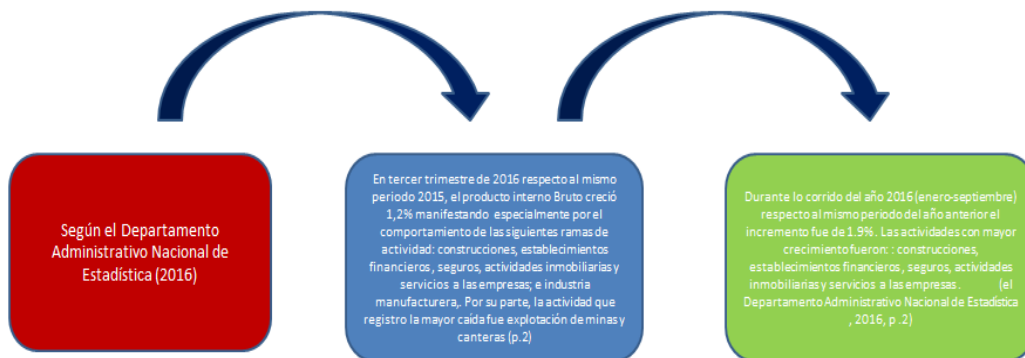 Según el Departamento
Administrativo Nacional de
Estadística (2016)
En tercer trimestre de 2016 respecto al mismo
periodo 2015, el producto interno Bruto creció
1,2% manifestando especialmente por el
comportamiento de las siguientes ramas de
actividad: construcciones, establecimientos
financieros, seguros, actividades inmobiliarias y
servicios a las empresas; e industria
manufacturera,. Por su parte, la actividad que
registro la mayor caída fue explotación de minas y
canteras (p.2)
Durante lo corrido del año 2016 (enero-septiembre)
respecto al mismo periodo del año anterior el
incremento fue de 1.9%. Las actividades con mayor
crecimiento fueron: : construcciones,
establecimientos financieros, seguros, actividades
inmobiliarias y servicios a las empresas. (el
Departamento Administrativo Nacional de Estadística
, 2016, p .2)